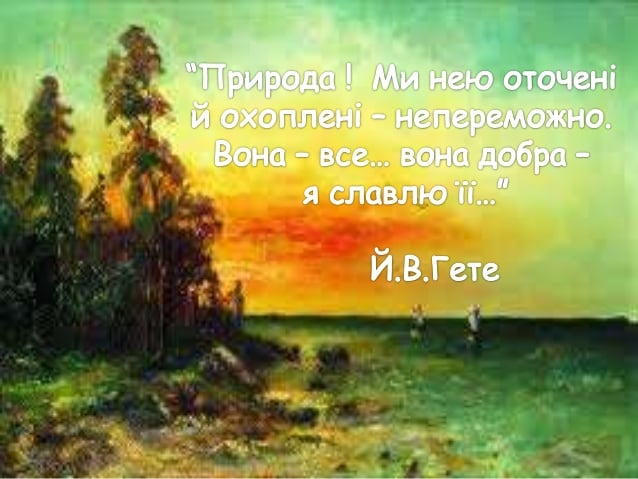 “Природа ! Ми нею оточені
й охоплені – непереможно.
Вона – все... вона добра –
я славлю її...”
Й.В.Гете